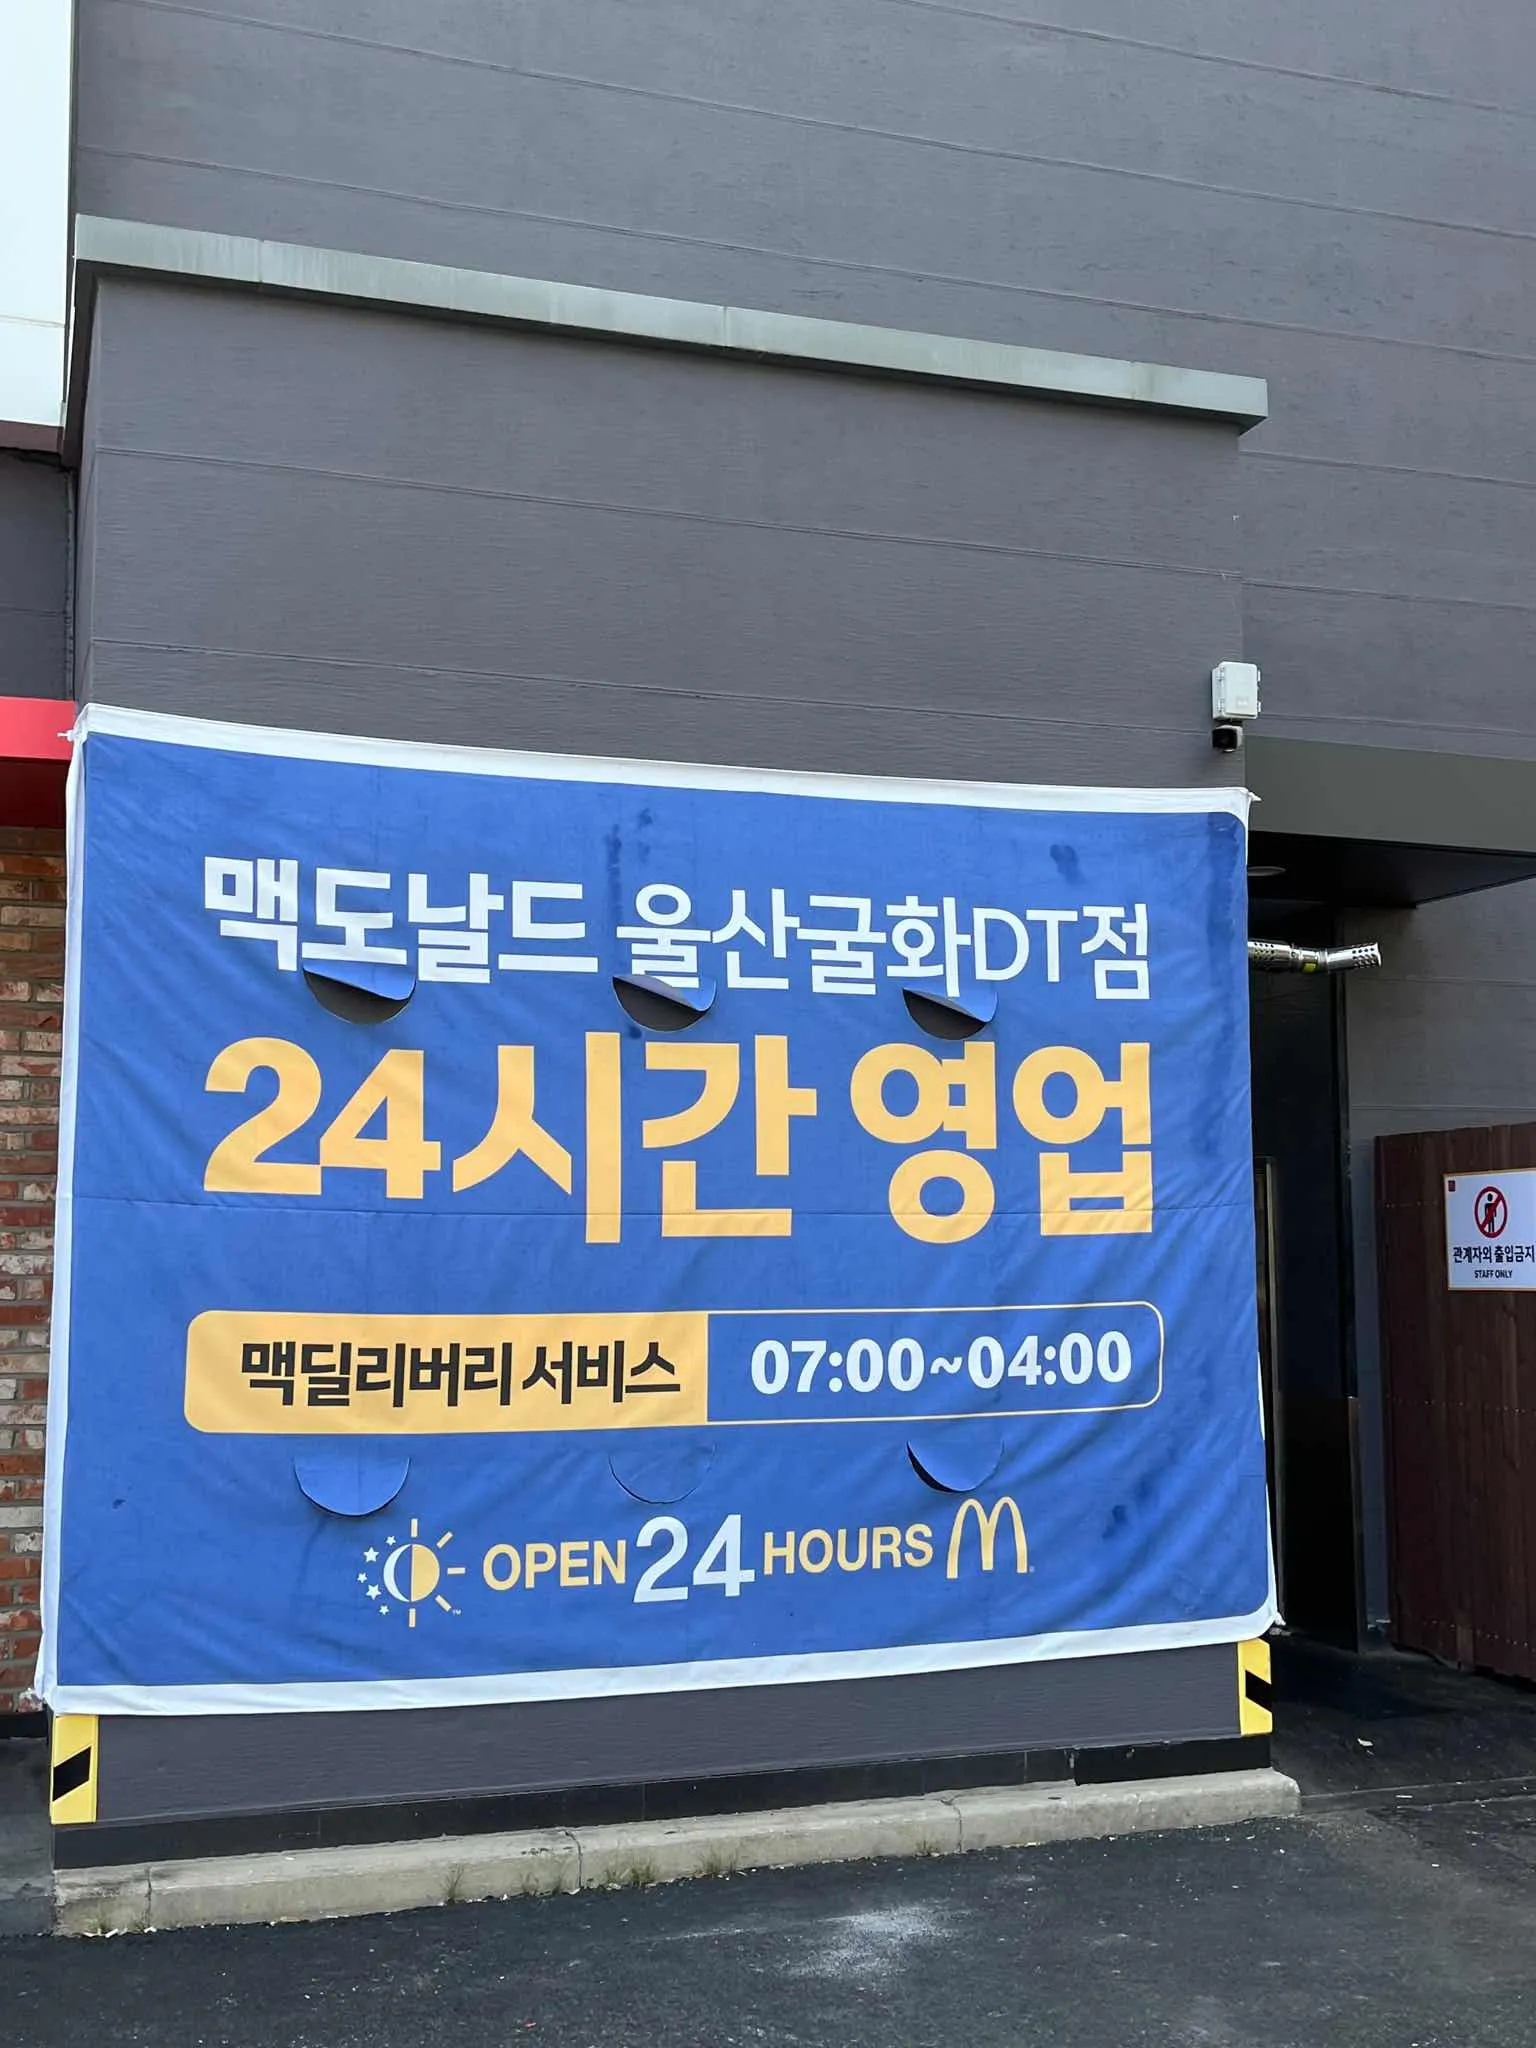 맥도날드 울산굴화DT점
24시간 영업
맥딜리버리 서비스 07:00~04:00
OPEN 24 HOURS
관계자외 출입금지
STAFF ONLY